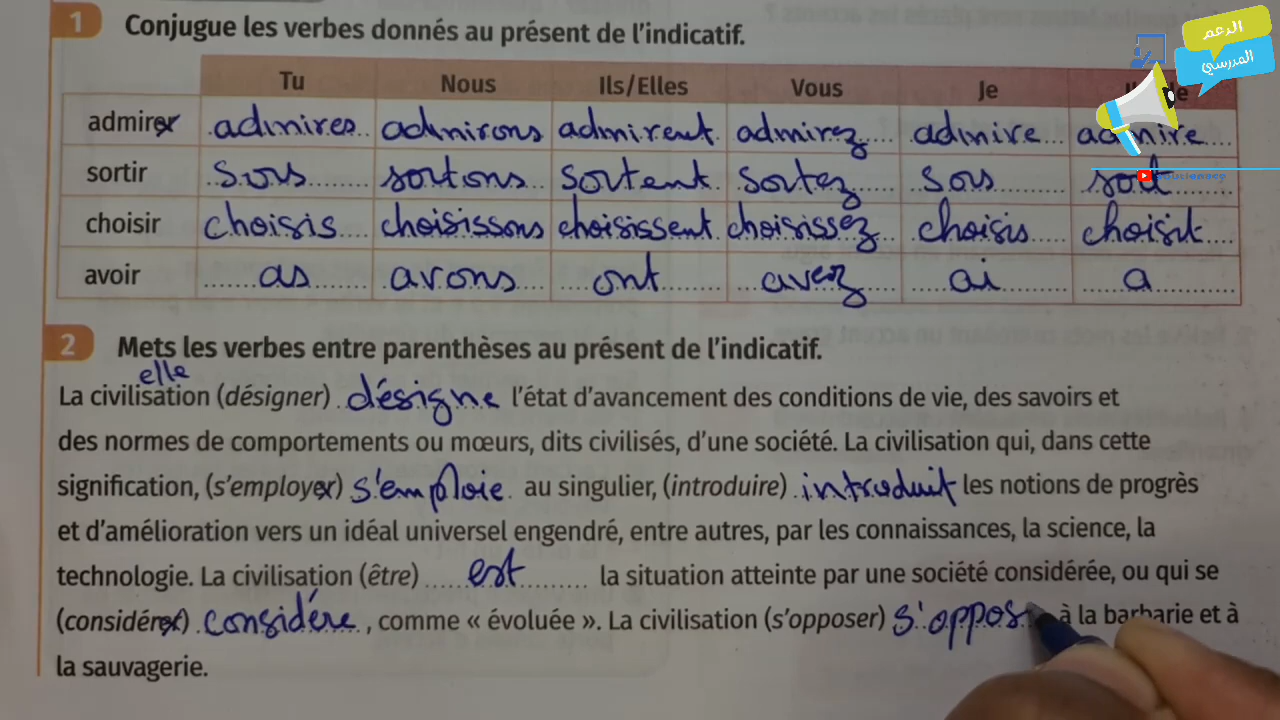 الدعم
المدرسي
1 Conjugue les verbes donnés au présent de l'indicatif.
Tu Nous Ils/Elles Vous Je
admirer admires admirons admirent admirez admire admire
sortir sors sortons sortent sortez sors sort
choisir choisis choisissons choisissent choisissez choisis choisit
avoir as avons ont avez ai a
2 Mets les verbes entre parenthèses au présent de l'indicatif.
elle
La civilisation (désigner) désigne l'état d'avancement des conditions de vie, des savoirs et
des normes de comportements ou mœurs, dits civilisés, d'une société. La civilisation qui, dans cette
signification, (s'employer) s'emploie au singulier, (introduire) introduit les notions de progrès
et d'amélioration vers un idéal universel engendré, entre autres, par les connaissances, la science, la
technologie. La civilisation (être) est la situation atteinte par une société considérée, ou qui se
(considérer) considére, comme « évoluée ». La civilisation (s'opposer) s'oppos à la barbarie et à
la sauvagerie.